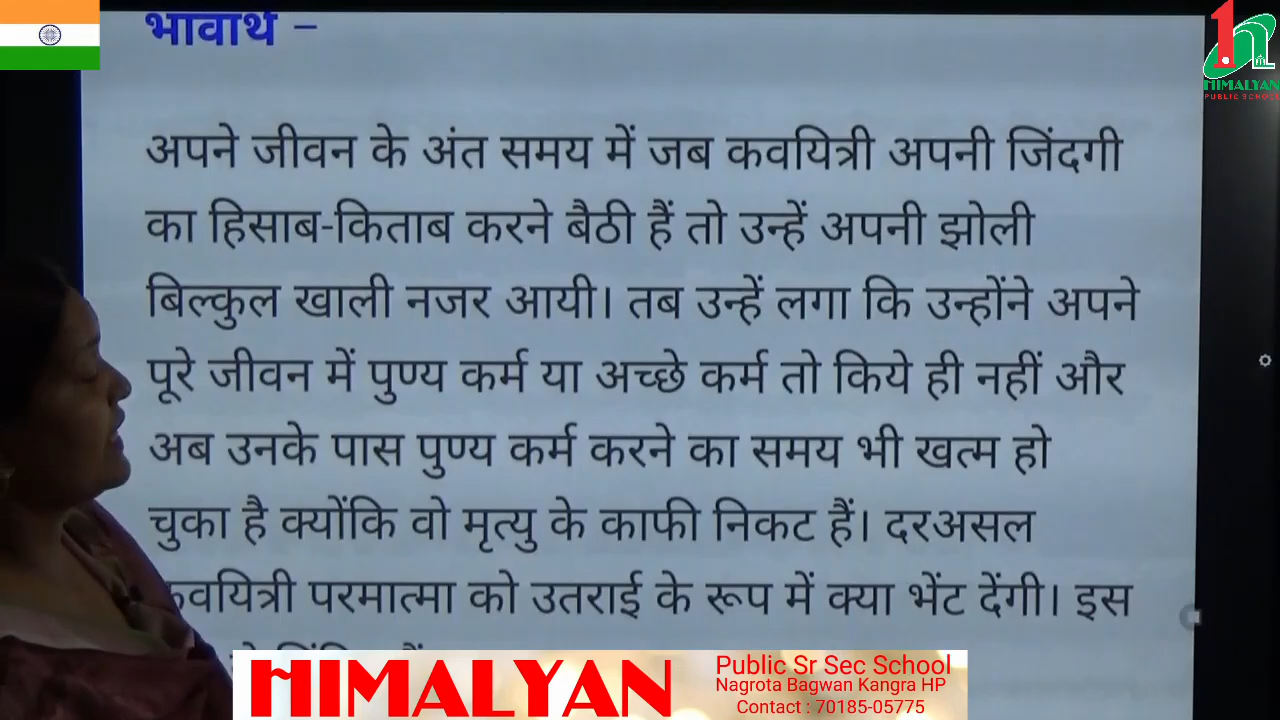 भावार्थ –
अपने जीवन के अंत समय में जब कवयित्री अपनी जिंदगी
का हिसाब-किताब करने बैठी हैं तो उन्हें अपनी झोली
बिल्कुल खाली नजर आयी। तब उन्हें लगा कि उन्होंने अपने
पूरे जीवन में पुण्य कर्म या अच्छे कर्म तो किये ही नहीं और
अब उनके पास पुण्य कर्म करने का समय भी खत्म हो
चुका है क्योंकि वो मृत्यु के काफी निकट हैं। दरअसल
कवयित्री परमात्मा को उतराई के रूप में क्या भेंट देंगी। इस
HIMALYAN
PUBLIC SCHOOL
HIMALYAN
Public Sr Sec School
Nagrota Bagwan Kangra HP
Contact : 70185-05775